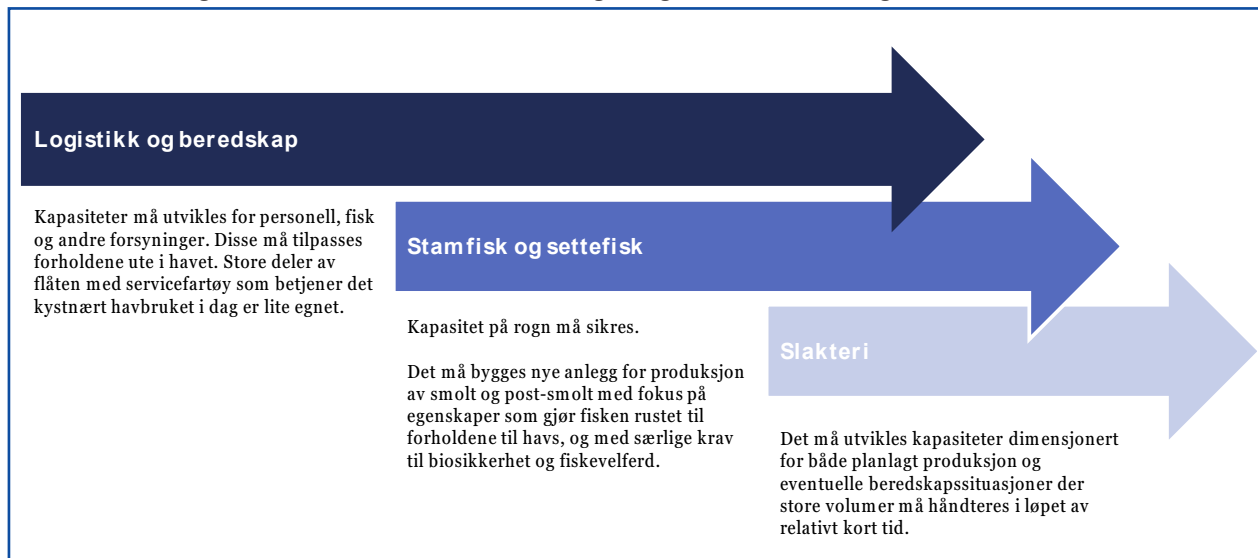 Logistikk og beredskap
Kapasiteter må utvikles for personell, fisk
og andre forsyninger. Disse må tilpasses
forholdene ute i havet. Store deler av
flåten med servicefartøy som betjener det
kystnært havbruket i dag er lite egnet.
Stamfisk og settefisk
Kapasitet på rogn må sikres.
Det må bygges nye anlegg for produksjon
av smolt og post-smolt med fokus på
egenskaper som gjør fisken rustet til
forholdene til havs, og med særlige krav
til biosikkerhet og fiskevelferd.
Slakteri
Det må utvikles kapasiteter dimensjonert
for både planlagt produksjon og
eventuelle beredskapssituasjoner der
store volumer må håndteres i løpet av
relativt kort tid.